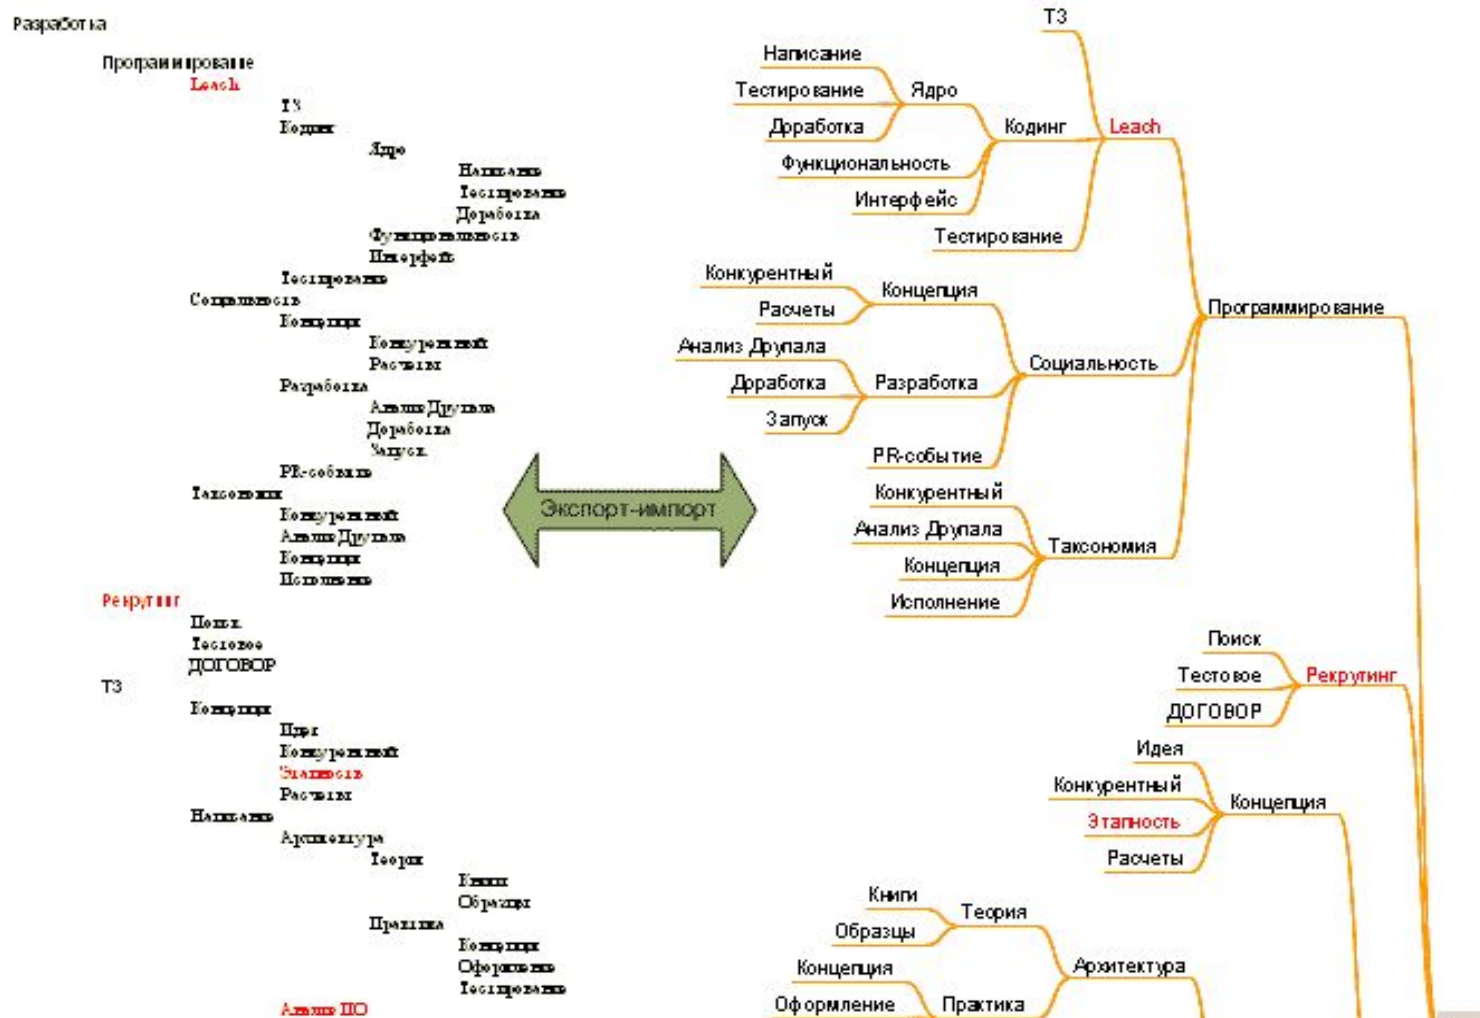 Разработка
Программирование
Leach
ТЗ
Кодинг
Ядро
Написание
Тестирование
Доработка
Функциональность
Интерфейс
Тестирование
Социальность
Концепция
Конкурентный
Расчеты
Разработка
Анализ Друпала
Доработка
Запуск
PR-событие
Таксономия
Конкурентный
Анализ Друпала
Концепция
Исполнение
Рекрутинг
Поиск
Тестовое
ДОГОВОР
ТЗ
Концепция
Идея
Конкурентный
Этапность
Расчеты
Написание
Архитектура
Теория
Книги
Образцы
Практика
Концепция
Оформление
Тестирование
Анализ ПО
Экспорт-импорт
ТЗ
Написание
Тестирование
Доработка
Ядро
Функциональность
Интерфейс
Кодинг
Тестирование
Leach
Конкурентный
Расчеты
Концепция
Анализ Друпала
Доработка
Запуск
Разработка
PR-событие
Социальность
Конкурентный
Анализ Друпала
Концепция
Исполнение
Таксономия
Программирование
Поиск
Тестовое
ДОГОВОР
Рекрутинг
Идея
Конкурентный
Этапность
Расчеты
Концепция
Книги
Образцы
Теория
Концепция
Оформление
Практика
Архитектура